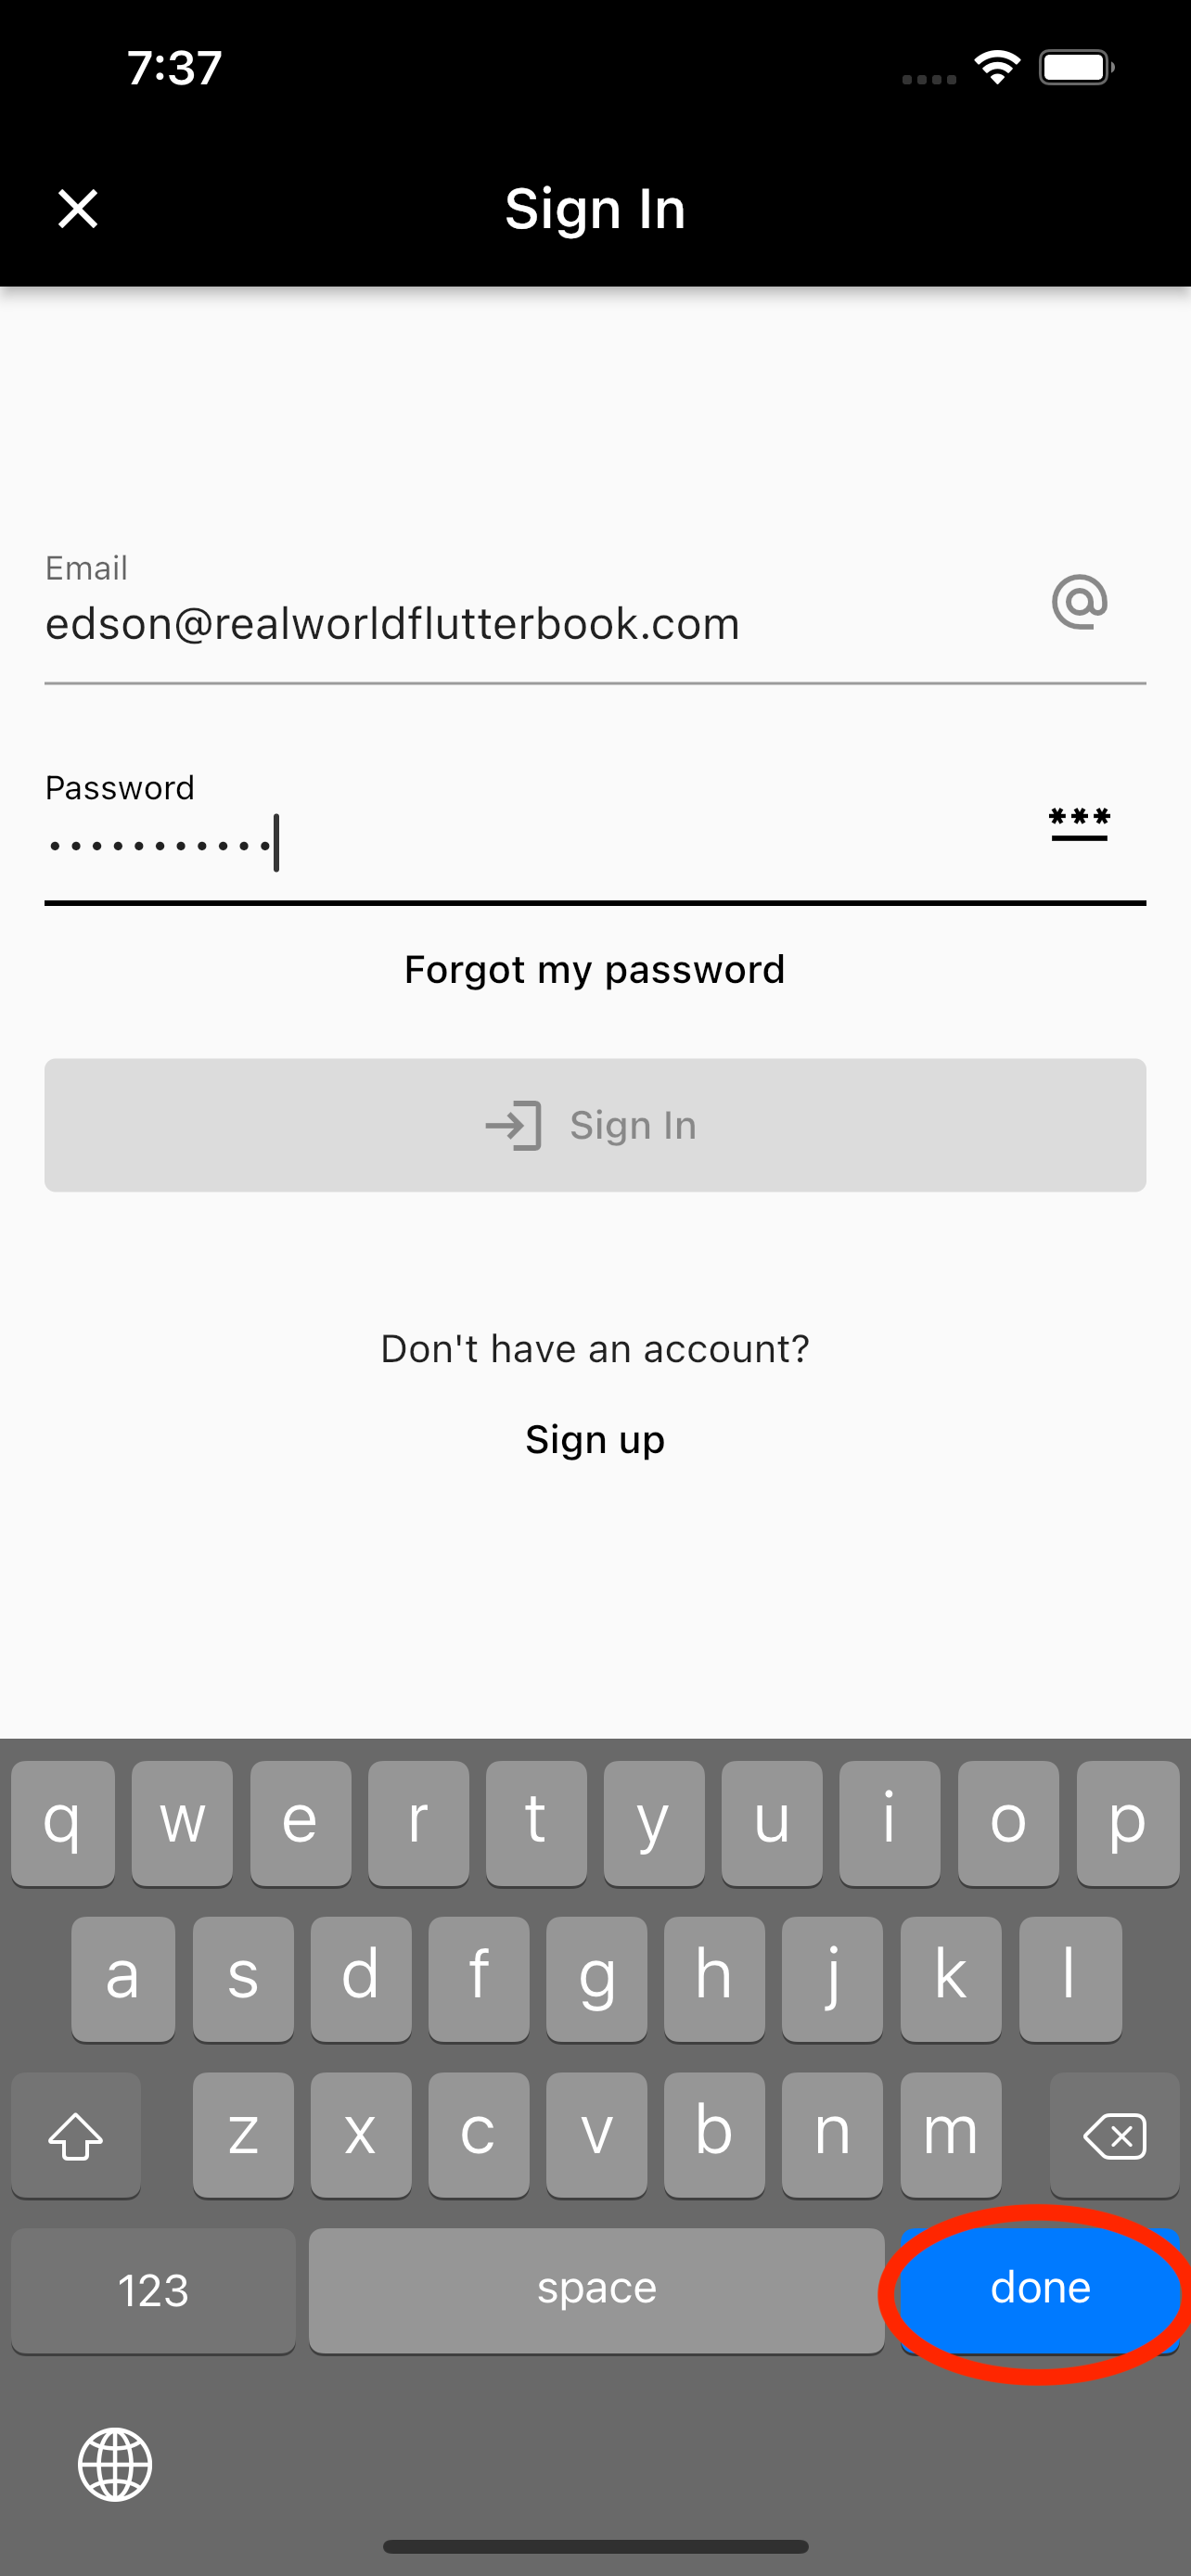 7:37
Sign In
Email
edson@realworldflutterbook.com
Password
•••••••••••
***
Forgot my password
Sign In
Don't have an account?
Sign up
q w e r t y u i o p
a s d f g h j k l
z x c v b n m
123 space done